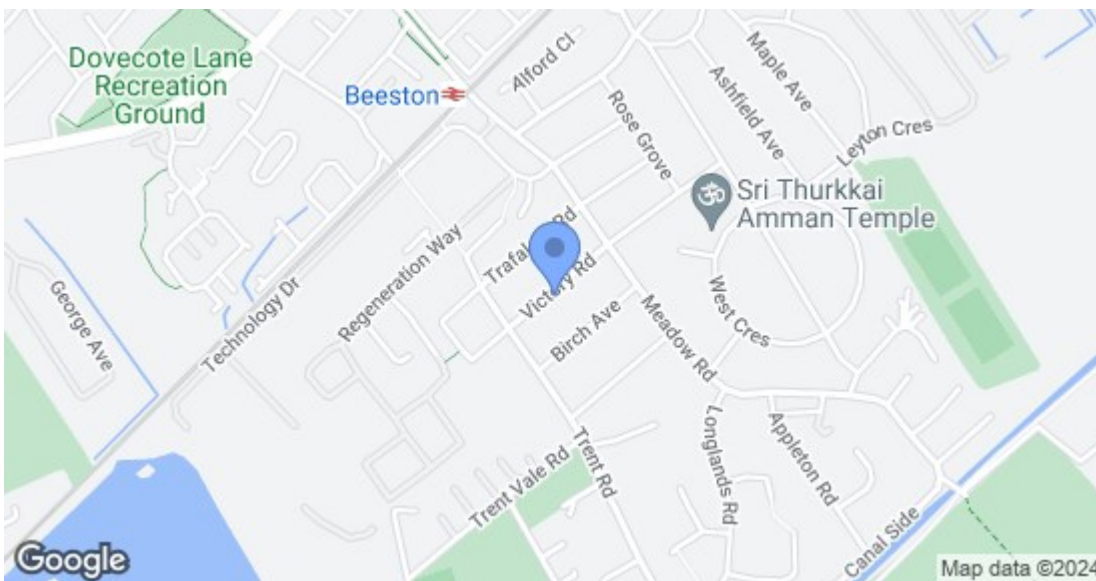 Dovecote Lane
Recreation
Ground
Beeston
Alford Cl
Maple Ave
Ashfield Ave
Rose Grove
Leyton Cres
Sri Thurkkai
Amman Temple
Regeneration Way
Rd
Victory Rd
George Ave
Technology Dr
Birch Ave
West Cres
Meadow Rd
Trent Rd
Longlands Rd
Appleton Rd
Trent Vale Rd
Canal Side
Google
Map data ©2024